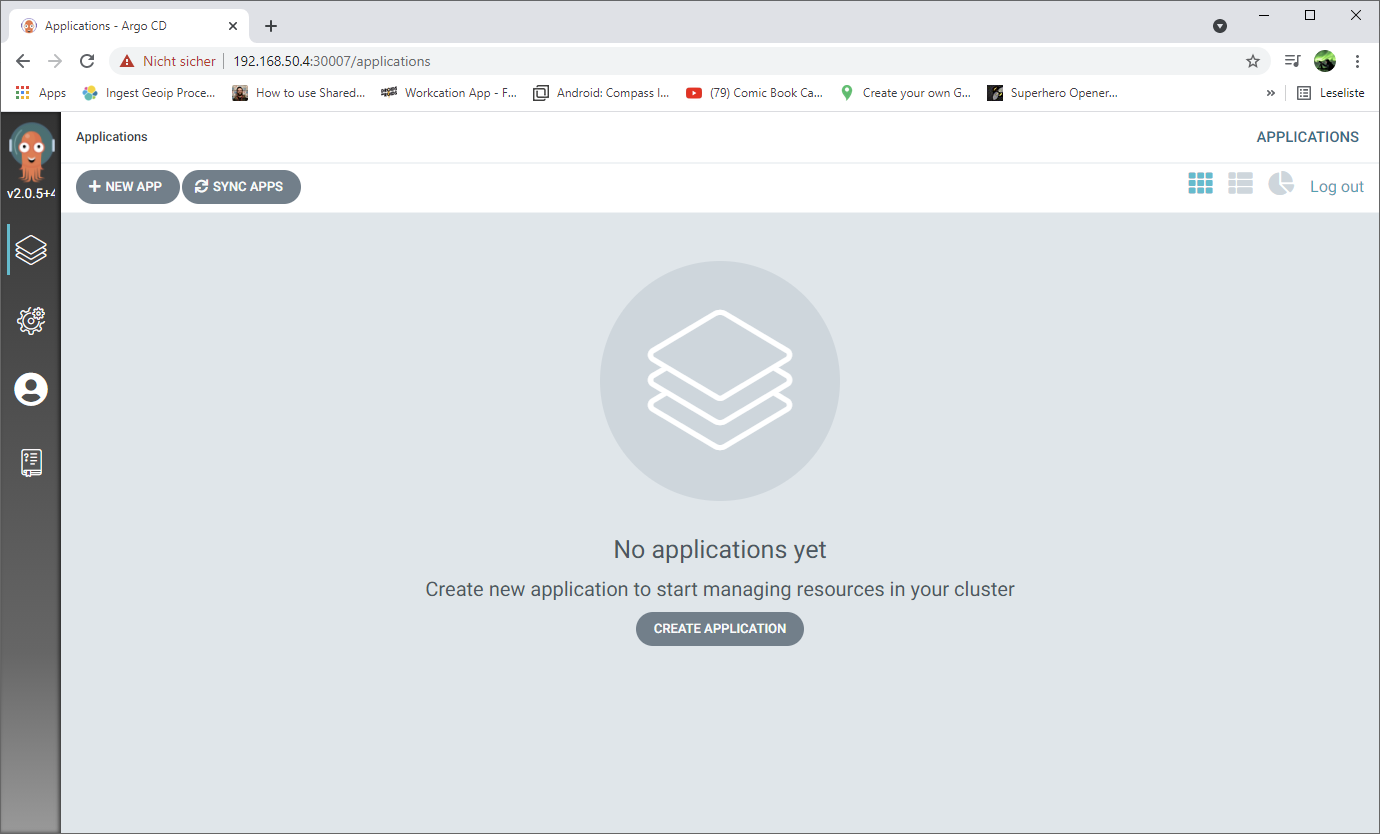 Applications - Argo CD
Nicht sicher 192.168.50.4:30007/applications
Apps Ingest Geoip Proce... How to use Shared... Workcation App - F... Android: Compass I... (79) Comic Book Ca... Create your own G... Superhero Opener... » Leseliste
v2.0.5+4
Applications APPLICATIONS
NEW APP SYNC APPS Log out
No applications yet
Create new application to start managing resources in your cluster
CREATE APPLICATION